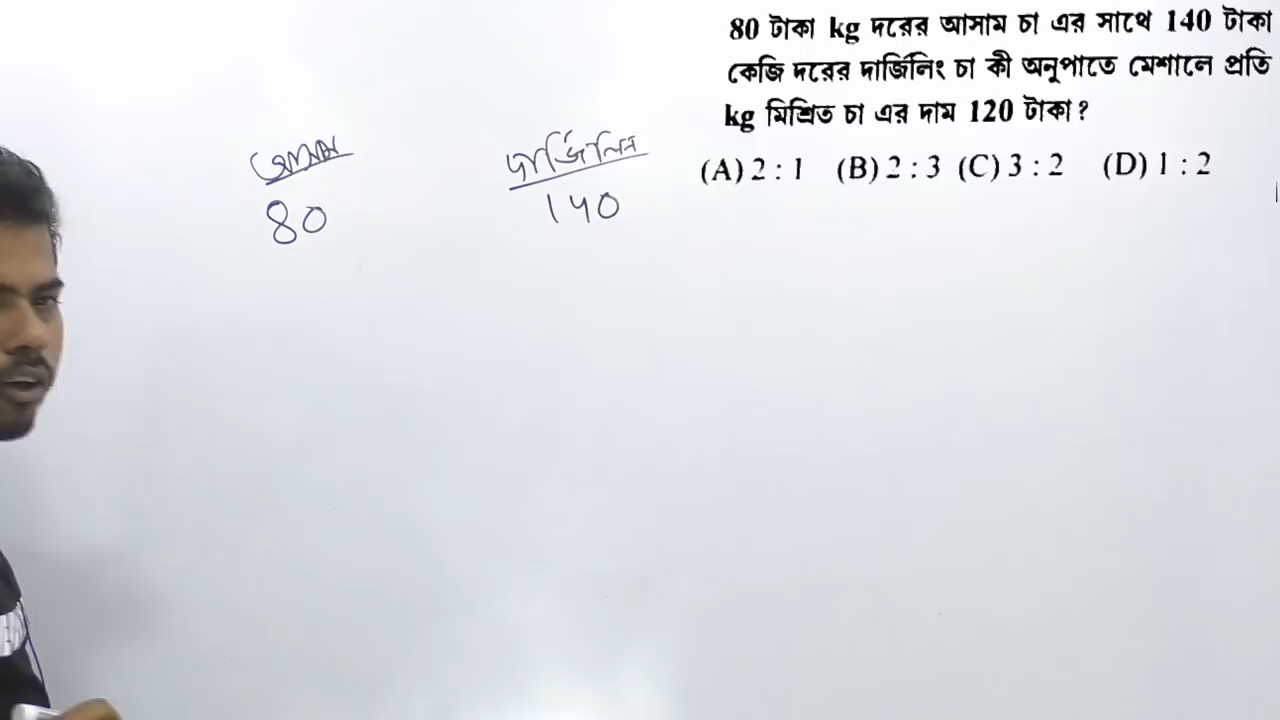 80 টাকা kg দরের আসাম চা এর সাথে 140 টাকা
কেজি দরের দার্জিলিং চা কী অনুপাতে মেশালে প্রতি
kg মিশ্রিত চা এর দাম 120 টাকা?
(A) 2 : 1 (B) 2 : 3 (C) 3 : 2 (D) 1 : 2
আসাম দার্জিলিং
80 140